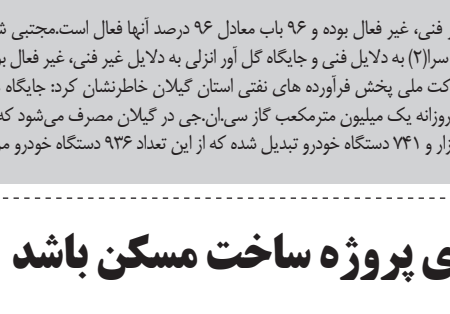 فنی، غیر فعال بوده و ۹۶ باب معادل ۹۶ درصد آنها فعال است.مجتبی
سرا(۲) به دلایل فنی و جایگاه گل آور انزلی به دلایل غیر فنی، غیر فعال
کت ملی پخش فرآورده های نفتی استان گیلان خاطرنشان کرد: جایگاه
روزانه یک میلیون مترمکعب گاز سی.ان.جی در گیلان مصرف می‌شود که
زار و ۷۴۱ دستگاه خودرو تبدیل شده که از این تعداد ۹۳۶ دستگاه خودرو
ی پروژه ساخت مسکن باشد